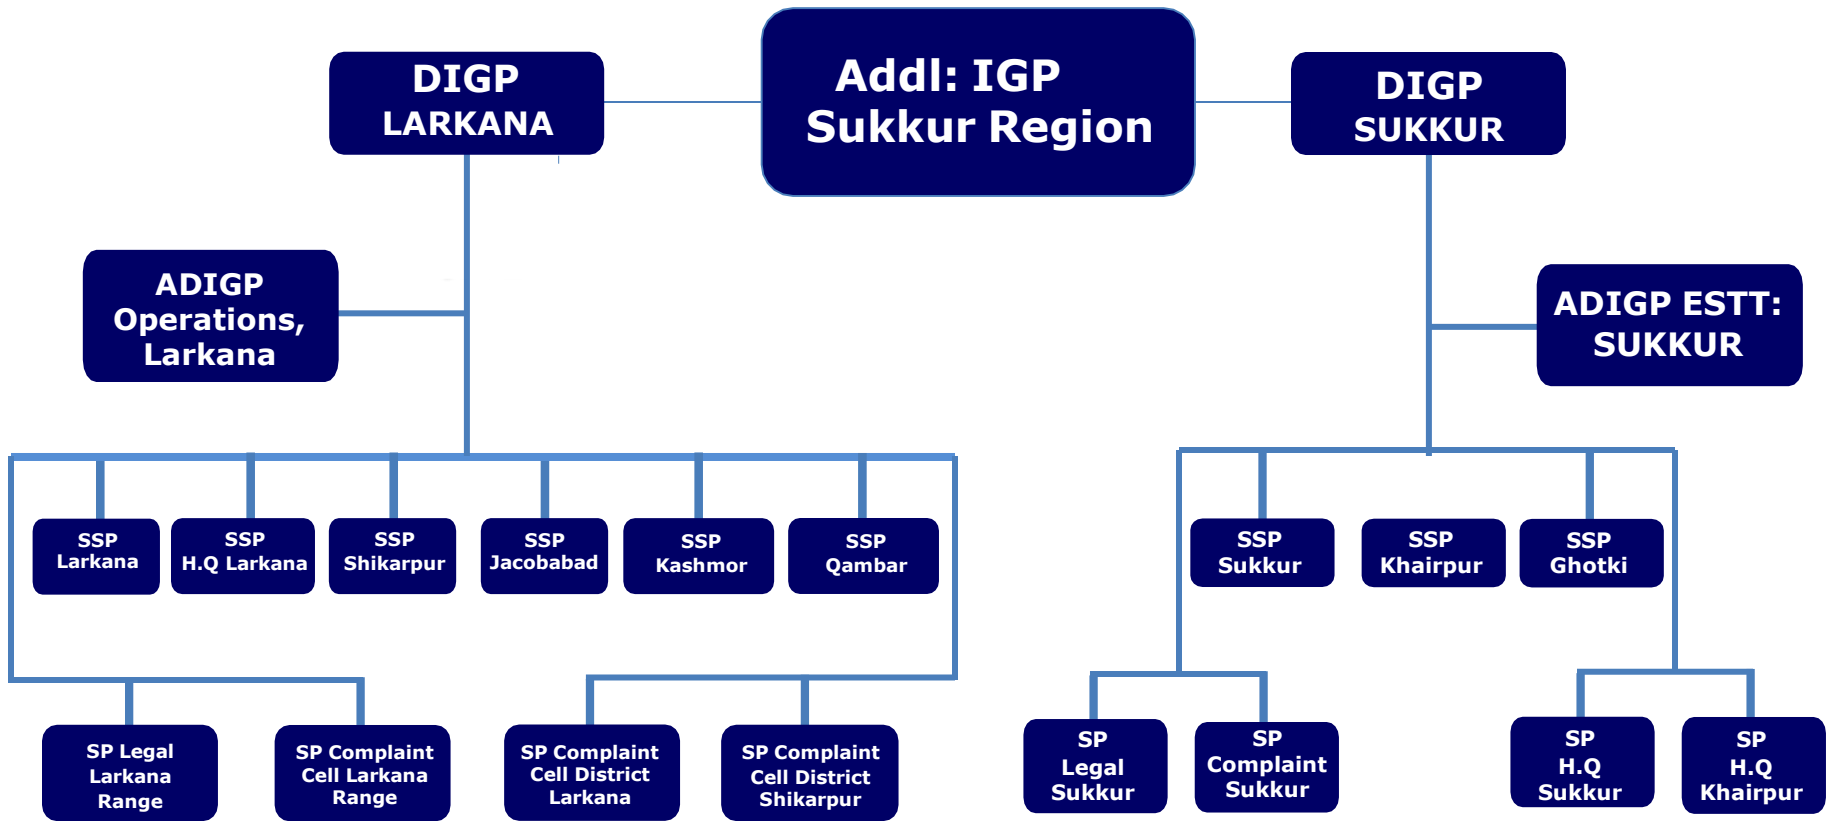 Addl: IGP
Sukkur Region
DIGP
LARKANA
DIGP
SUKKUR
ADIGP
Operations,
Larkana
ADIGP ESTT:
SUKKUR
SSP
Larkana
SSP
H.Q Larkana
SSP
Shikarpur
SSP
Jacobabad
SSP
Kashmor
SSP
Qambar
SSP
Sukkur
SSP
Khairpur
SSP
Ghotki
SP Legal
Larkana
Range
SP Complaint
Cell Larkana
Range
SP Complaint
Cell District
Larkana
SP Complaint
Cell District
Shikarpur
SP
Legal
Sukkur
SP
Complaint
Sukkur
SP
H.Q
Sukkur
SP
H.Q
Khairpur